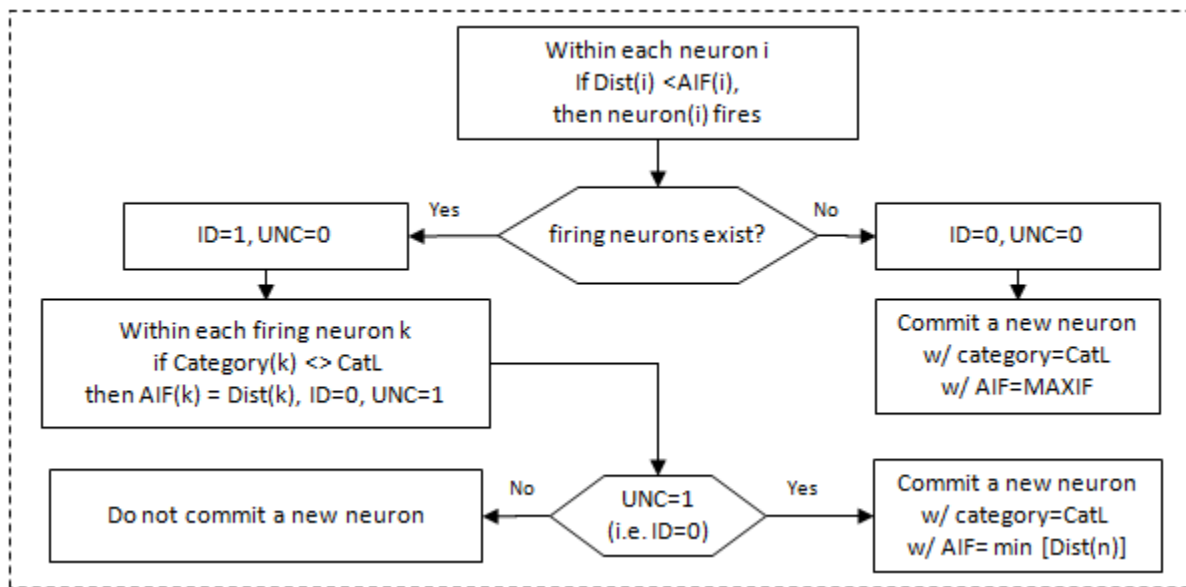 Within each neuron i
If Dist(i) <AIF(i),
then neuron(i) fires
Yes
firing neurons exist?
No
ID=1, UNC=0
ID=0, UNC=0
Within each firing neuron k
if Category(k) <> CatL
then AIF(k) = Dist(k), ID=0, UNC=1
Commit a new neuron
w/ category=CatL
w/ AIF=MAXIF
Do not commit a new neuron
No
UNC=1
(i.e. ID=0)
Yes
Commit a new neuron
w/ category=CatL
w/ AIF= min [Dist(n)]